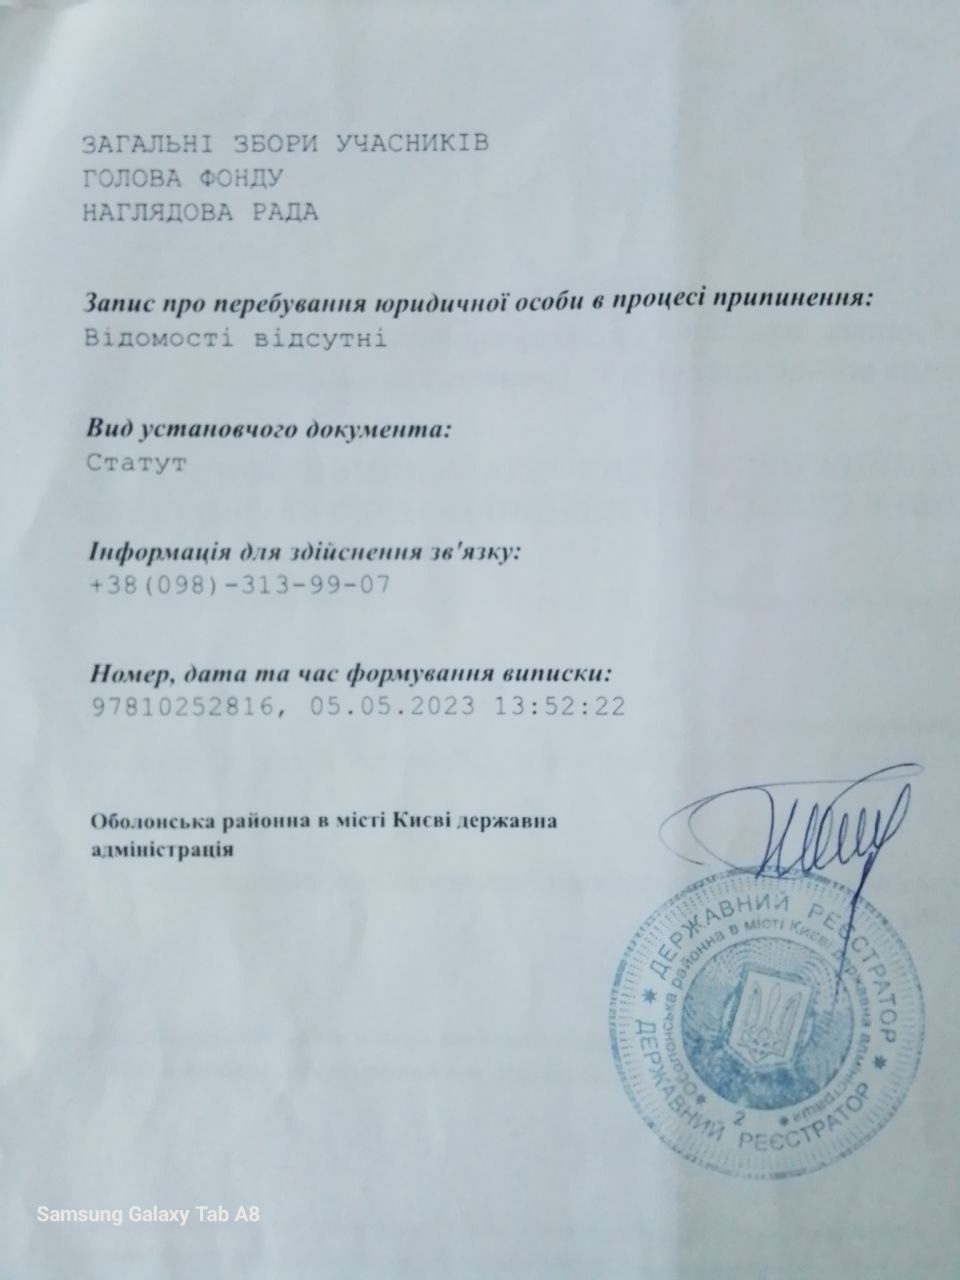 ЗАГАЛЬНІ ЗБОРИ УЧАСНИКІВ
ГОЛОВА ФОНДУ
НАГЛЯДОВА РАДА
Запис про перебування юридичної особи в процесі припинення:
Відомості відсутні
Вид установчого документа:
Статут
Інформація для здійснення зв'язку:
+38(098)-313-99-07
Номер, дата та час формування виписки:
97810252816, 05.05.2023 13:52:22
Оболонська районна в місті Києві державна
адміністрація
* ДЕРЖАВНИЙ РЕЄСТРАТОР *
ДЕРЖАВНИЙ РЕЄСТРАТОР
* Оболонська районна в місті Києві державна адміністрація *
2
Samsung Galaxy Tab A8